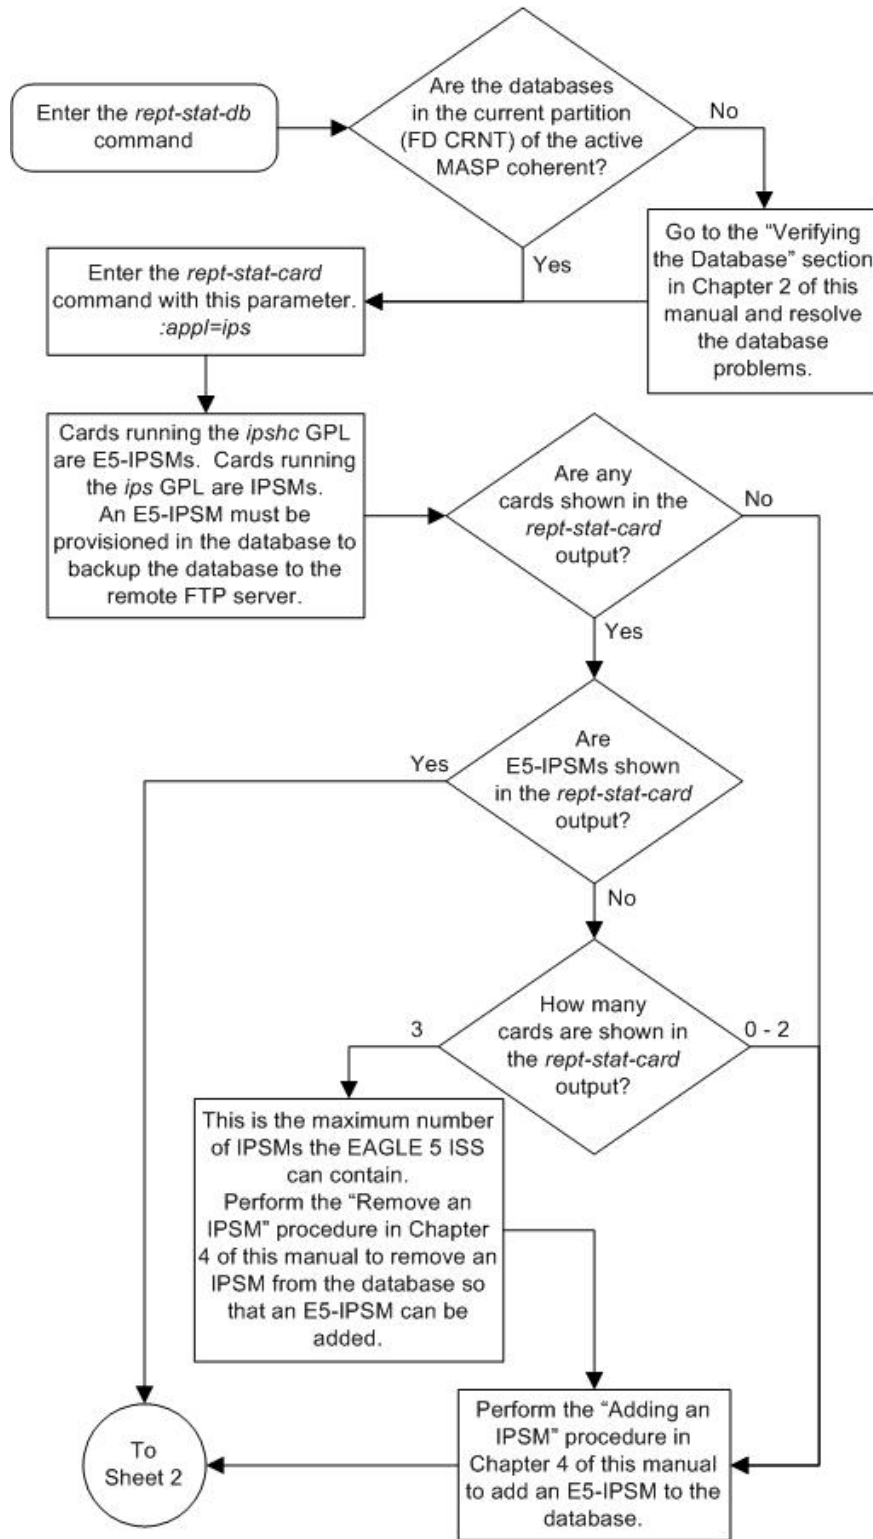 Enter the rept-stat-db
command
Are the databases
in the current partition
(FD CRNT) of the active
MASP coherent?
No
Yes
Go to the “Verifying
the Database” section
in Chapter 2 of this
manual and resolve
the database
problems.
Enter the rept-stat-card
command with this parameter.
:appl=ips
Cards running the ipshc GPL
are E5-IPSMs.  Cards running
the ips GPL are IPSMs.
An E5-IPSM must be
provisioned in the database to
backup the database to the
remote FTP server.
Are any
cards shown in the
rept-stat-card
output?
No
Yes
Are
E5-IPSMs shown
in the rept-stat-card
output?
Yes
No
How many
cards are shown in
the rept-stat-card
output?
3
0 - 2
This is the maximum number
of IPSMs the EAGLE 5 ISS
can contain.
Perform the “Remove an
IPSM” procedure in Chapter
4 of this manual to remove an
IPSM from the database so
that an E5-IPSM can be
added.
Perform the “Adding an
IPSM” procedure in
Chapter 4 of this manual
to add an E5-IPSM to the
database.
To
Sheet 2